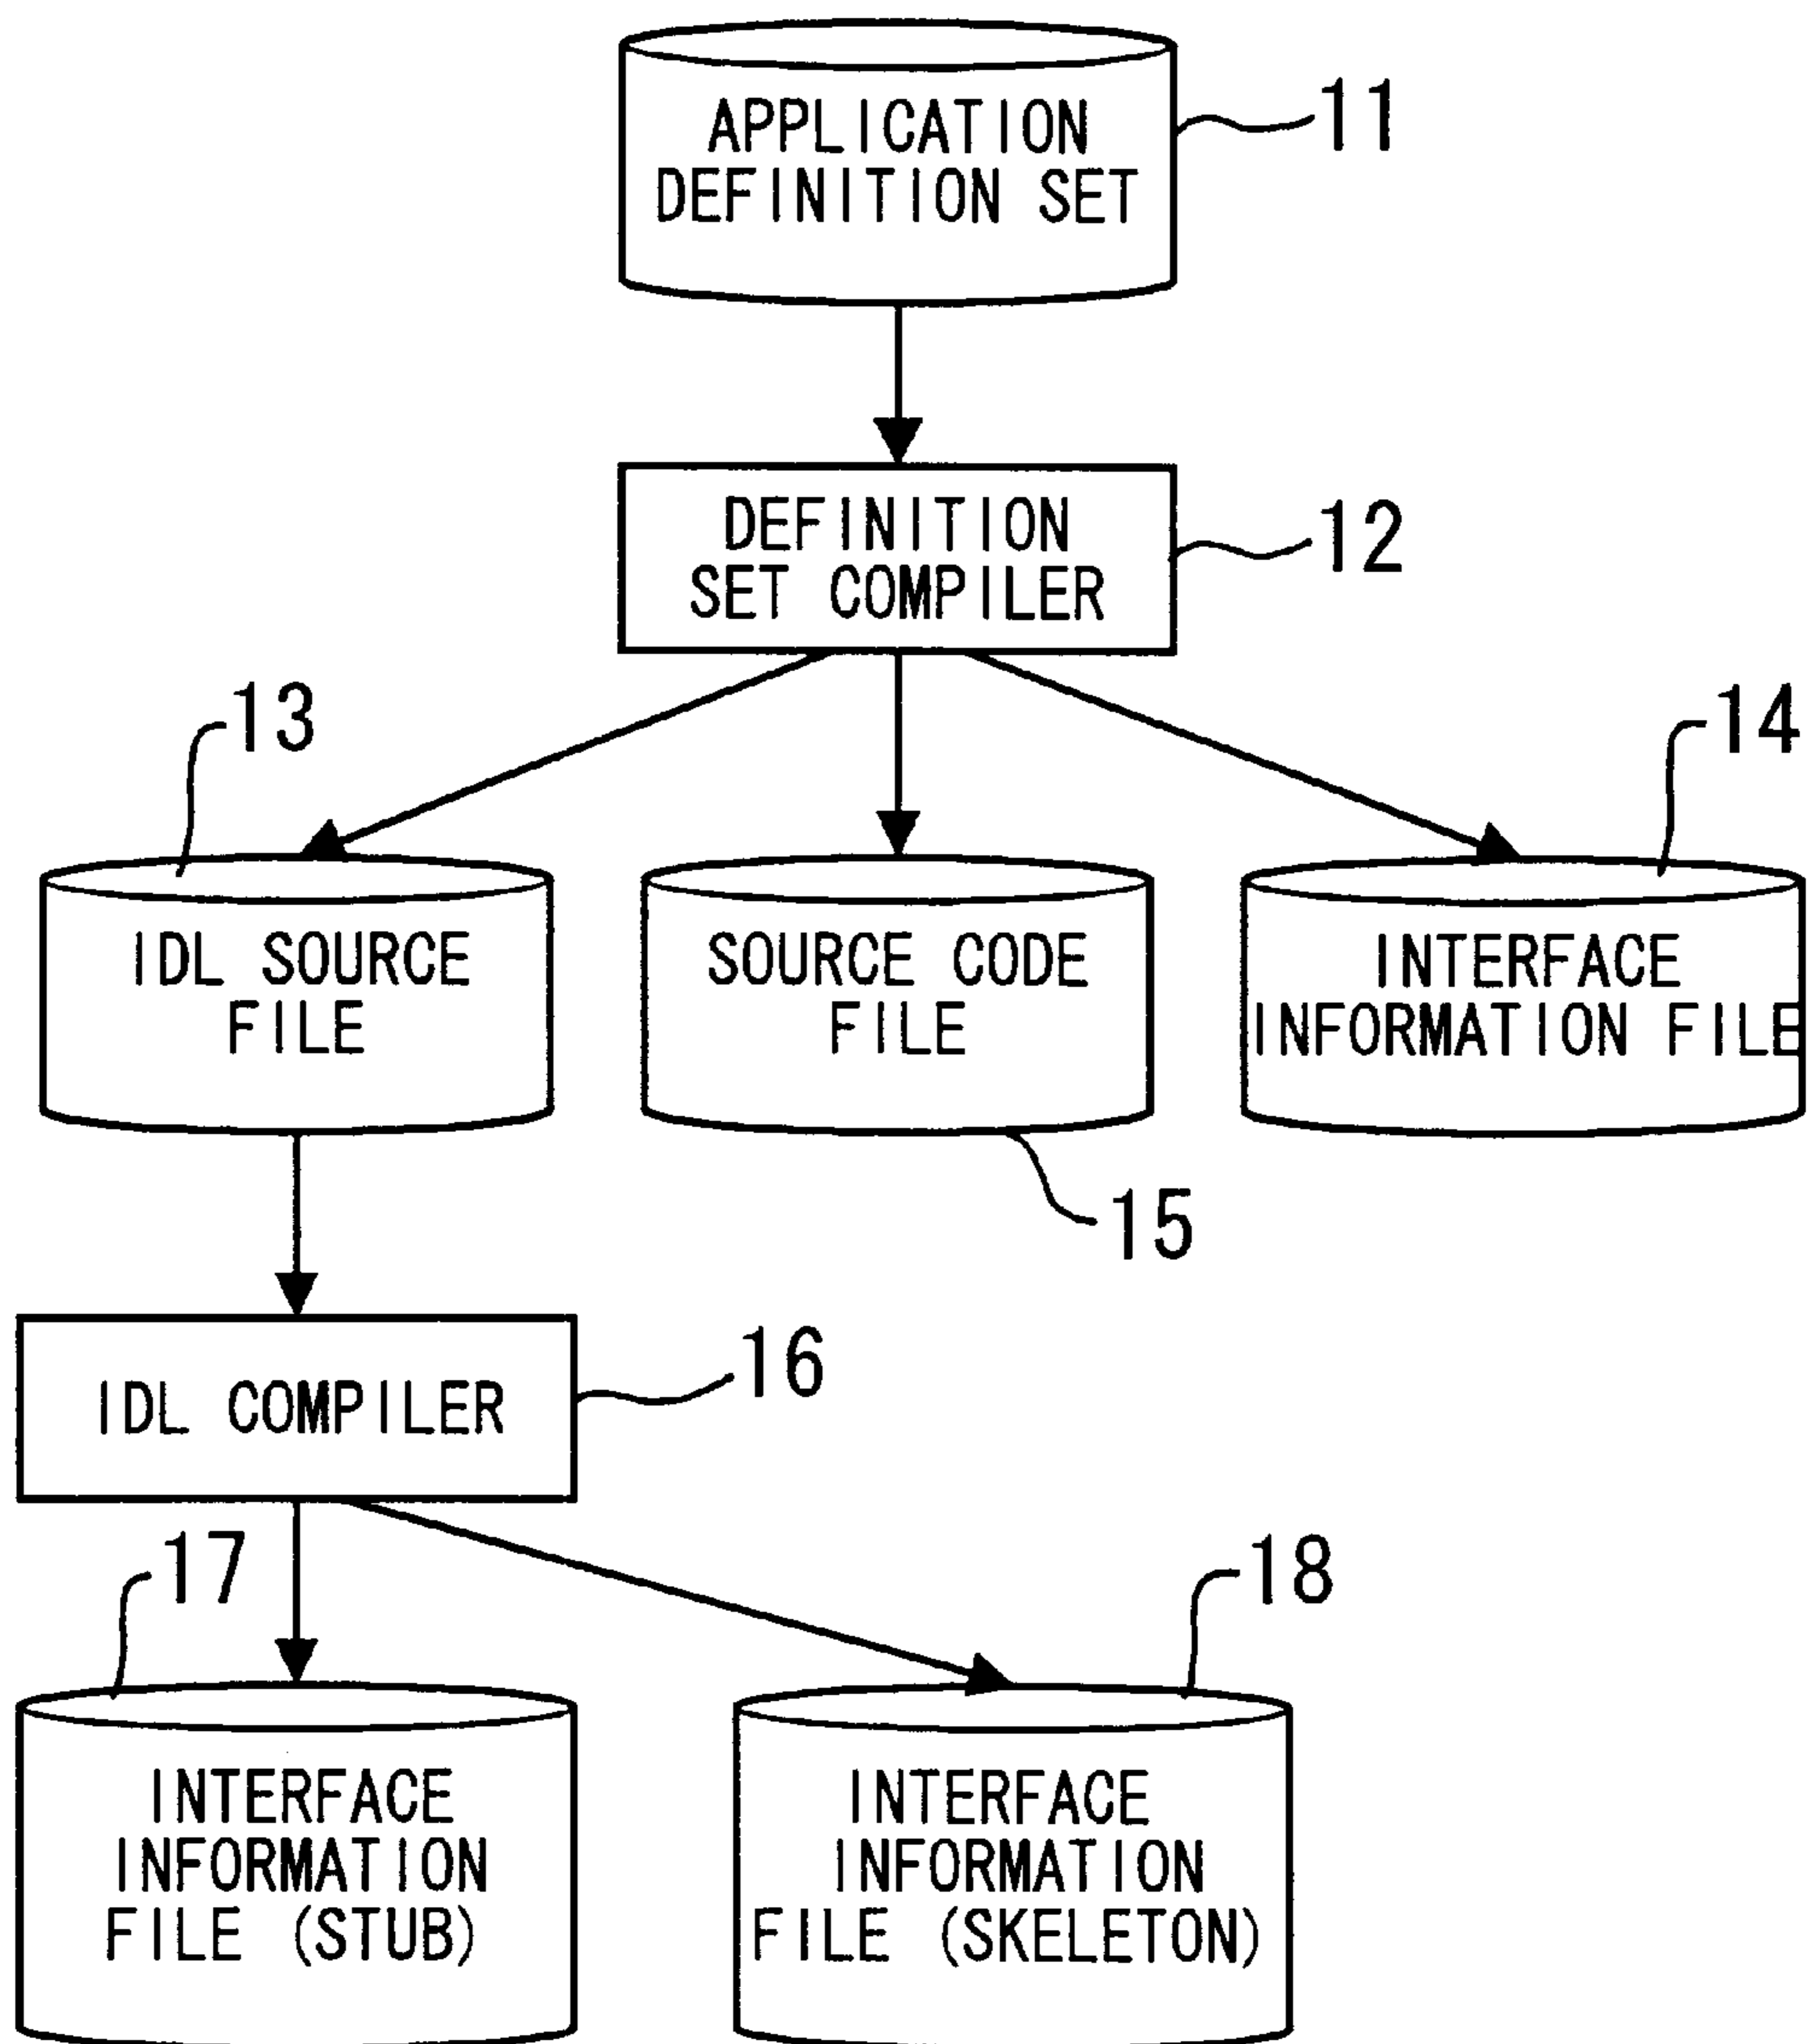 APPLICATION
DEFINITION SET
11
DEFINITION
SET COMPILER
12
13
14
IDL SOURCE
FILE
SOURCE CODE
FILE
INTERFACE
INFORMATION FILE
15
IDL COMPILER
16
17
18
INTERFACE
INFORMATION
FILE (STUB)
INTERFACE
INFORMATION
FILE (SKELETON)